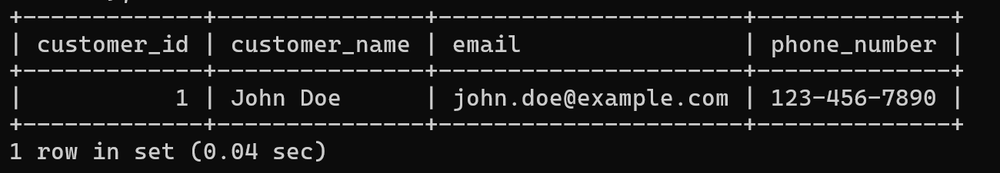 +-------------+---------------+----------------------+--------------+
| customer_id | customer_name | email                | phone_number |
+-------------+---------------+----------------------+--------------+
|           1 | John Doe      | john.doe@example.com | 123-456-7890 |
+-------------+---------------+----------------------+--------------+
1 row in set (0.04 sec)